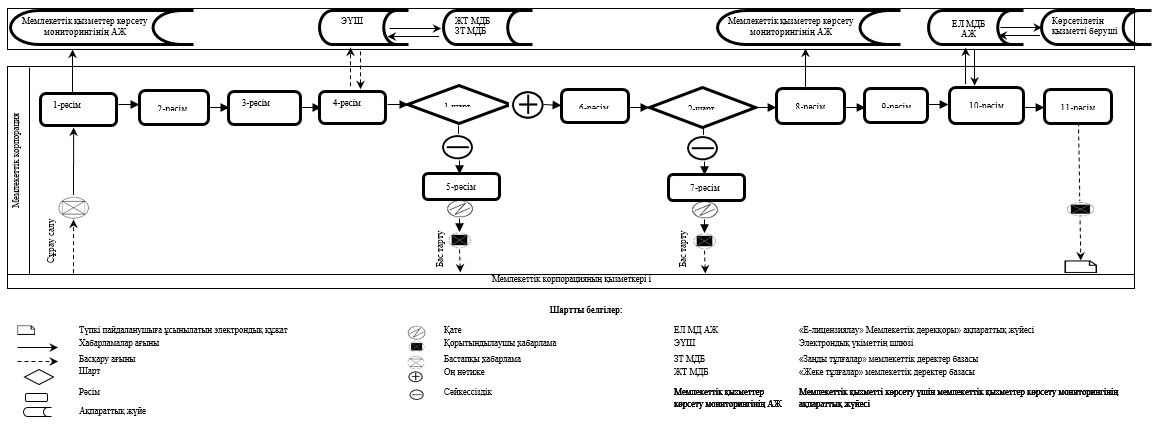 Мемлекеттік қызметтер көрсету
мониторингінің АЖ
ЭҮШ
ЖТ МДБ
ЗТ МДБ
Мемлекеттік қызметтер көрсету
мониторингінің АЖ
ЕЛ МДБ
АЖ
Көрсетілетін
қызметті беруші
Мемлекеттік корпорация
1-рәсім
2-рәсім
3-рәсім
4-рәсім
1-шарт
6-рәсім
2-шарт
8-рәсім
9-рәсім
10-рәсім
11-рәсім
5-рәсім
7-рәсім
Сұрау салу
Бас тарту
Бас тарту
Мемлекеттік корпорацияның қызметкері і
Шартты белгілер:
Түпкі пайдаланушыға ұсынылатын электрондық құжат
Хабарламалар ағыны
Басқару ағыны
Шарт
Рәсім
Ақпараттық жүйе
Қате
Қорытындылаушы хабарлама
Бастапқы хабарлама
Оң нәтиже
Сәйкессіздік
ЕЛ МД АЖ
«Е-лицензиялау» Мемлекеттік дерекқоры» ақпараттық жүйесі
ЭҮШ
Электрондық үкіметтің шлюзі
ЗТ МДБ
«Заңды тұлғалар» мемлекеттік деректер базасы
ЖТ МДБ
«Жеке тұлғалар» мемлекеттік деректер базасы
Мемлекеттік қызметтер
көрсету мониторингінің АЖ
Мемлекеттік қызметті көрсету үшін мемлекеттік қызметтер көрсету мониторингінің
ақпараттық жүйесі